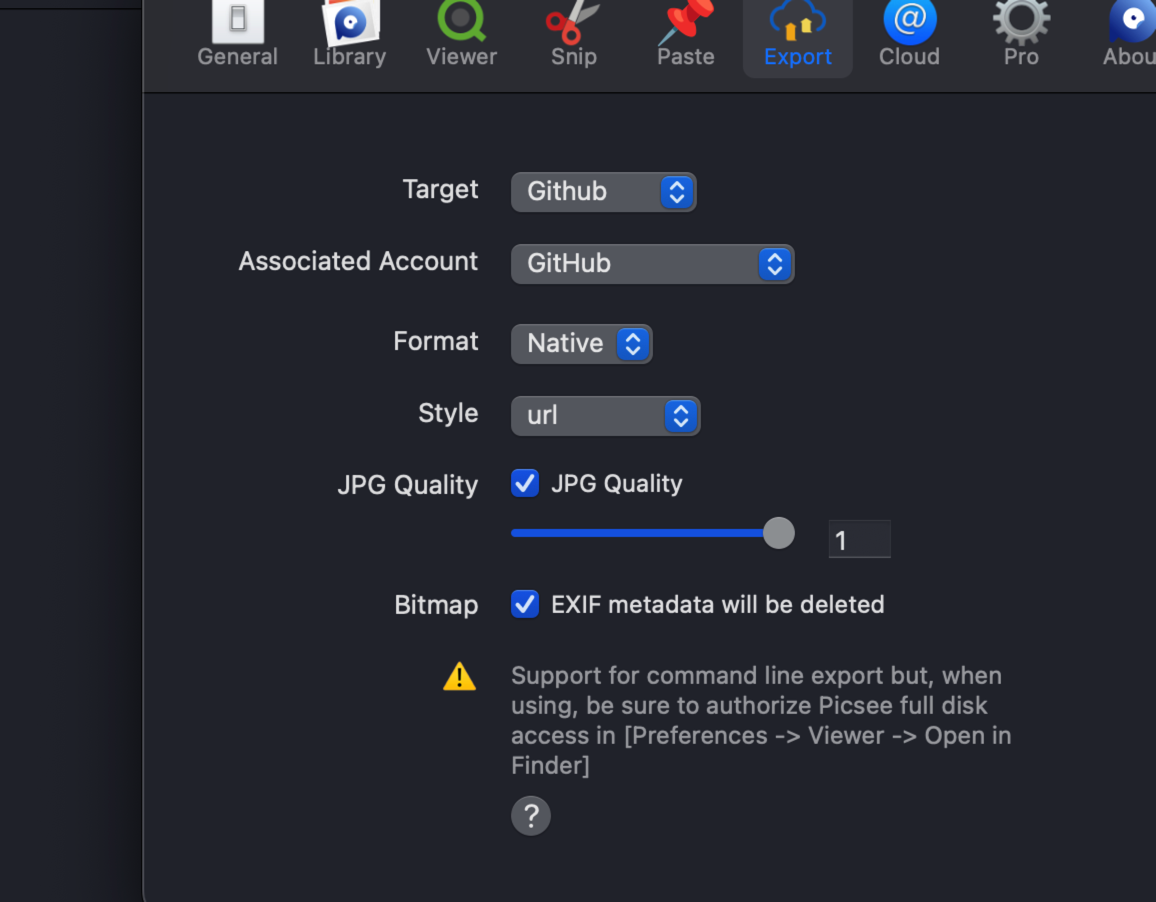 General Library Viewer Snip Paste Export Cloud Pro Abou
Target Github
Associated Account GitHub
Format Native
Style url
JPG Quality JPG Quality
1
Bitmap EXIF metadata will be deleted
Support for command line export but, when
using, be sure to authorize Picsee full disk
access in [Preferences -> Viewer -> Open in
Finder]
?